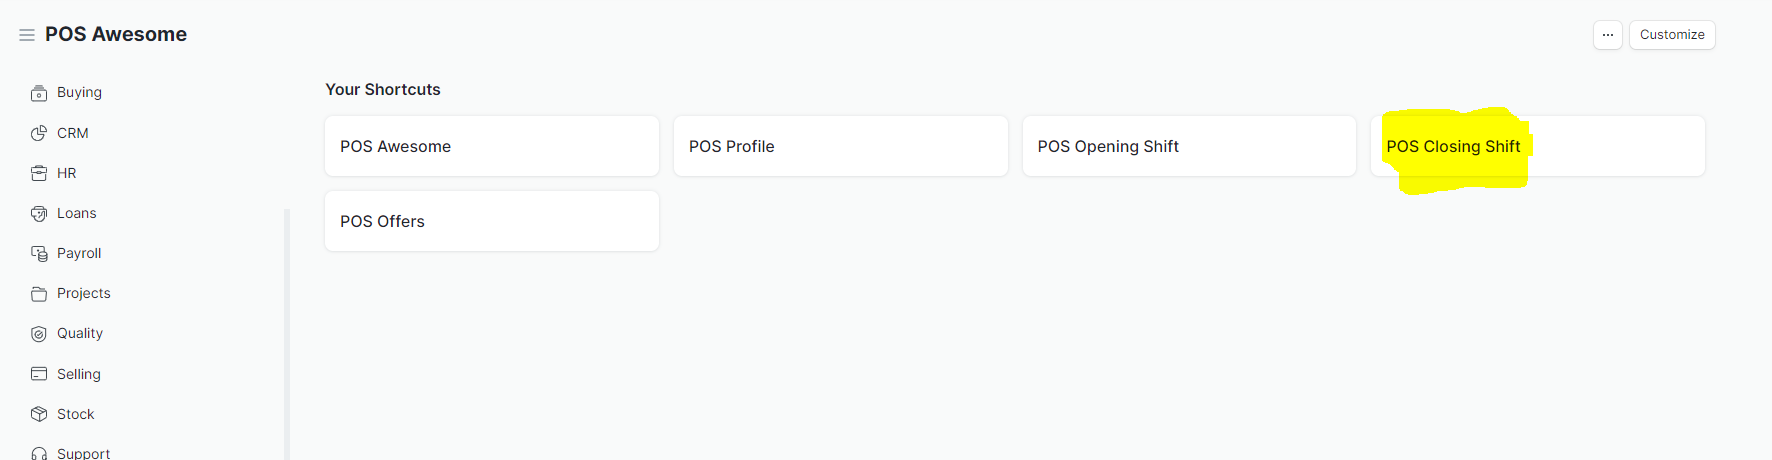 POS Awesome
...
Customize
Buying
CRM
HR
Loans
Payroll
Projects
Quality
Selling
Stock
Support
Your Shortcuts
POS Awesome
POS Profile
POS Opening Shift
POS Closing Shift
POS Offers